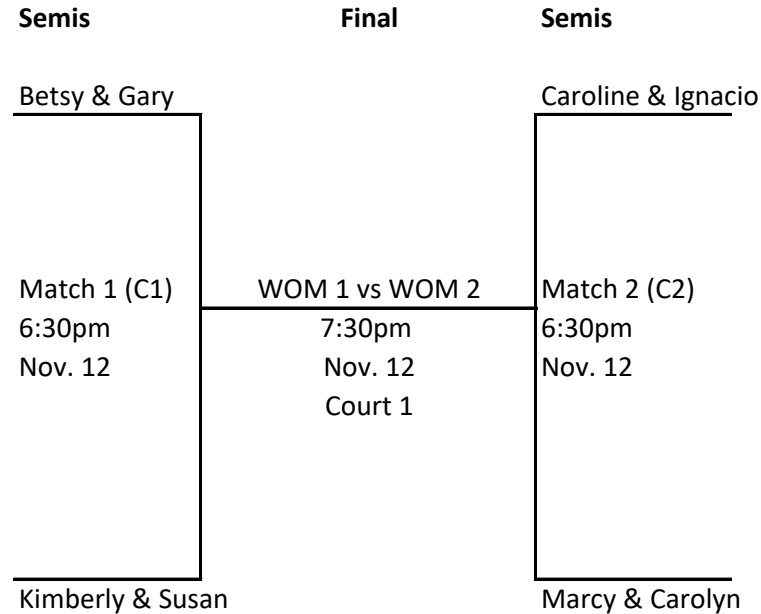 Semis Final Semis
Betsy & Gary Caroline & Ignacio
Match 1 (C1) WOM 1 vs WOM 2 Match 2 (C2)
6:30pm 7:30pm 6:30pm
Nov. 12 Nov. 12 Nov. 12
Court 1
Kimberly & Susan Marcy & Carolyn